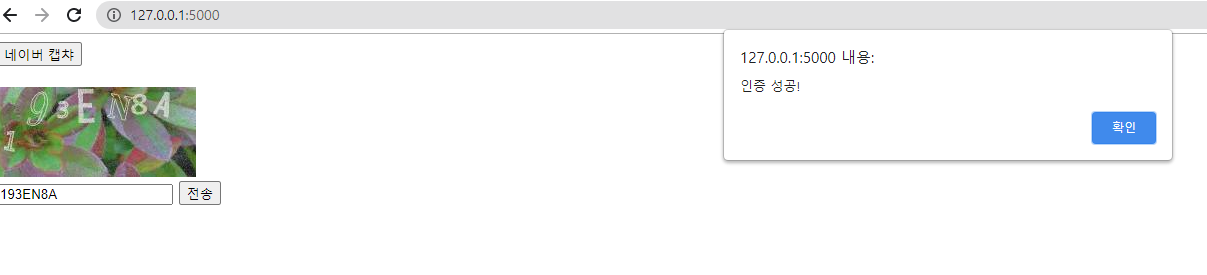 127.0.0.1:5000
네이버 캡챠
127.0.0.1:5000 내용:
인증 성공!
확인
193EN8A
193EN8A 전송